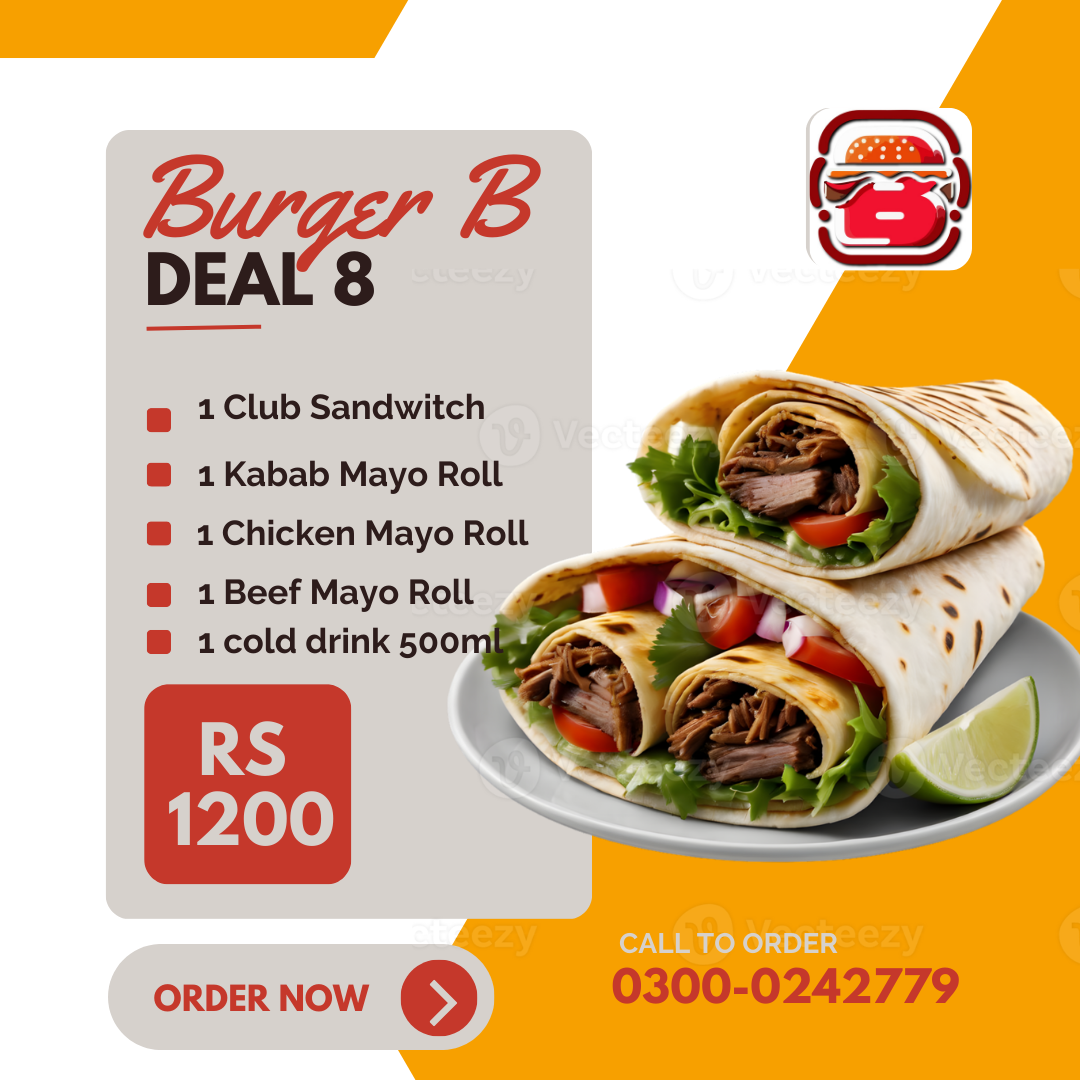 Burger B
DEAL 8
1 Club Sandwitch
1 Kabab Mayo Roll
1 Chicken Mayo Roll
1 Beef Mayo Roll
1 cold drink 500ml
RS
1200
ORDER NOW
CALL TO ORDER
0300-0242779